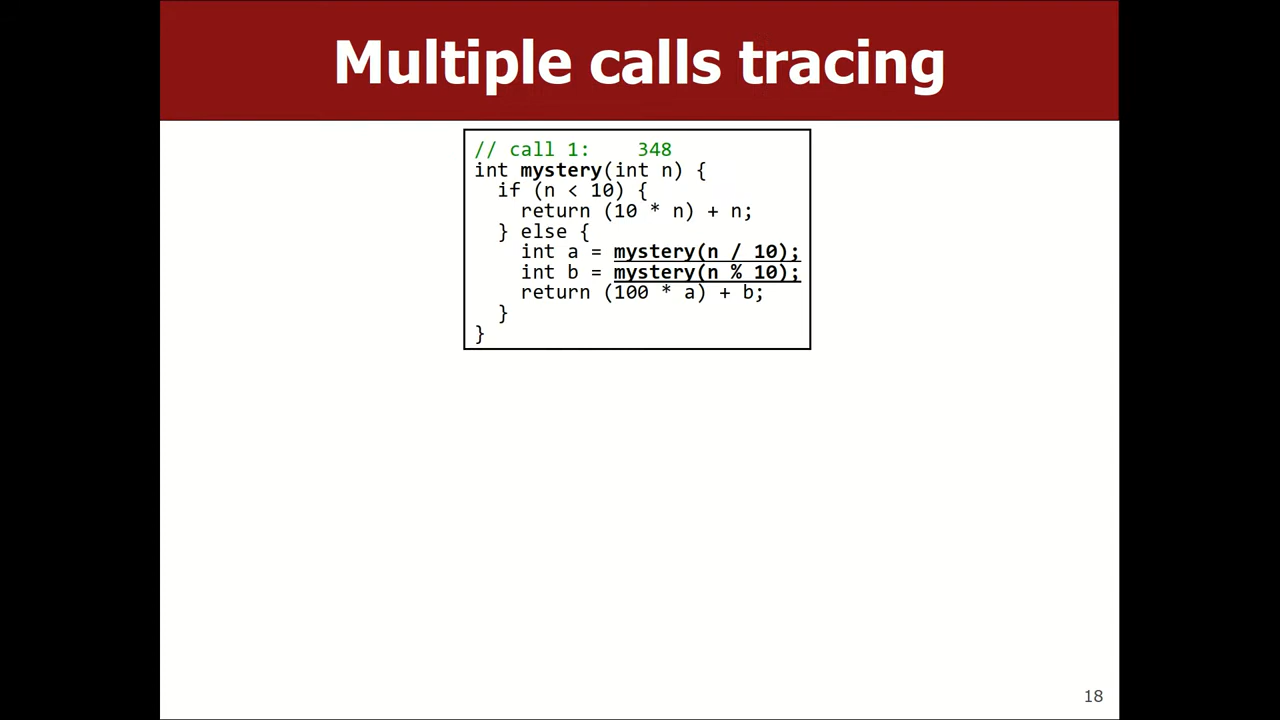 Multiple calls tracing
// call 1:    348
int mystery(int n) {
  if (n < 10) {
    return (10 * n) + n;
  } else {
    int a = mystery(n / 10);
    int b = mystery(n % 10);
    return (100 * a) + b;
  }
}
18